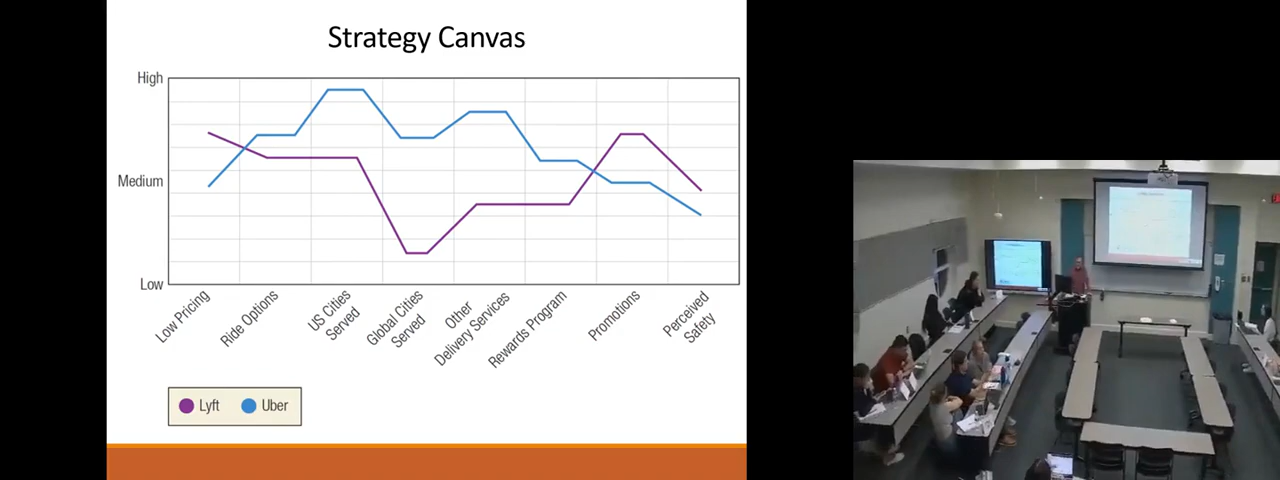 Strategy Canvas
High
Medium
Low
Low Pricing
Ride Options
US Cities
Served
Global Cities
Served
Other
Delivery Services
Rewards Program
Promotions
Perceived
Safety
Lyft
Uber